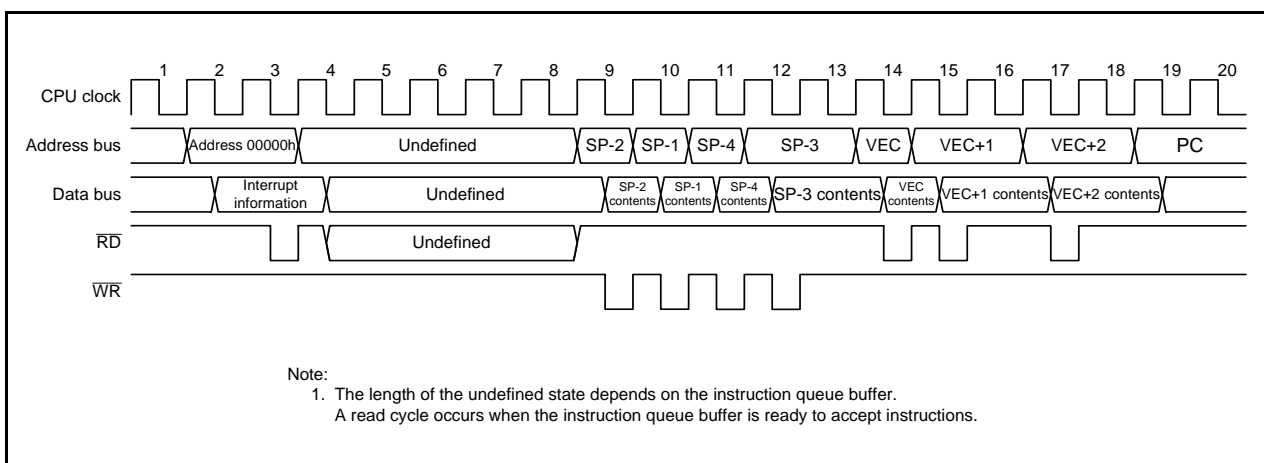 1 2 3 4 5 6 7 8 9 10 11 12 13 14 15 16 17 18 19 20
CPU clock
Address bus Address 00000h Undefined SP-2 SP-1 SP-4 SP-3 VEC VEC+1 VEC+2 PC
Data bus Interrupt information Undefined SP-2 contents SP-1 contents SP-4 contents SP-3 contents VEC contents VEC+1 contents VEC+2 contents
RD Undefined
WR
Note:
1. The length of the undefined state depends on the instruction queue buffer.
A read cycle occurs when the instruction queue buffer is ready to accept instructions.